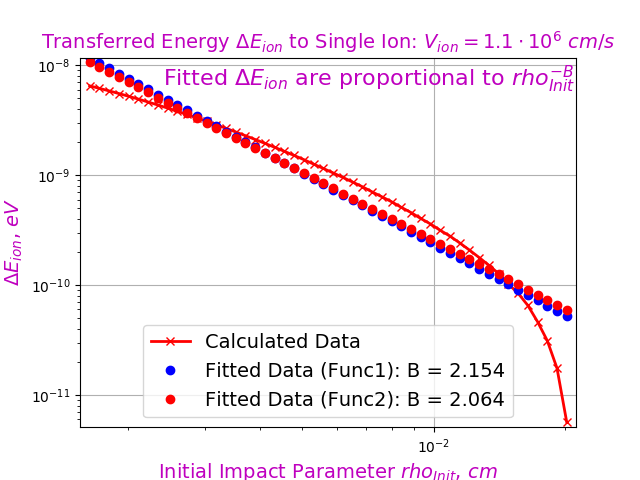 Transferred Energy ΔE_ion to Single Ion: V_ion = 1.1 · 10^6 cm/s
Fitted ΔE_ion are proportional to rho_Init^−B
10^−8
10^−9
10^−10
10^−11
ΔE_ion, eV
Calculated Data
Fitted Data (Func1): B = 2.154
Fitted Data (Func2): B = 2.064
10^−2
Initial Impact Parameter rho_Init, cm